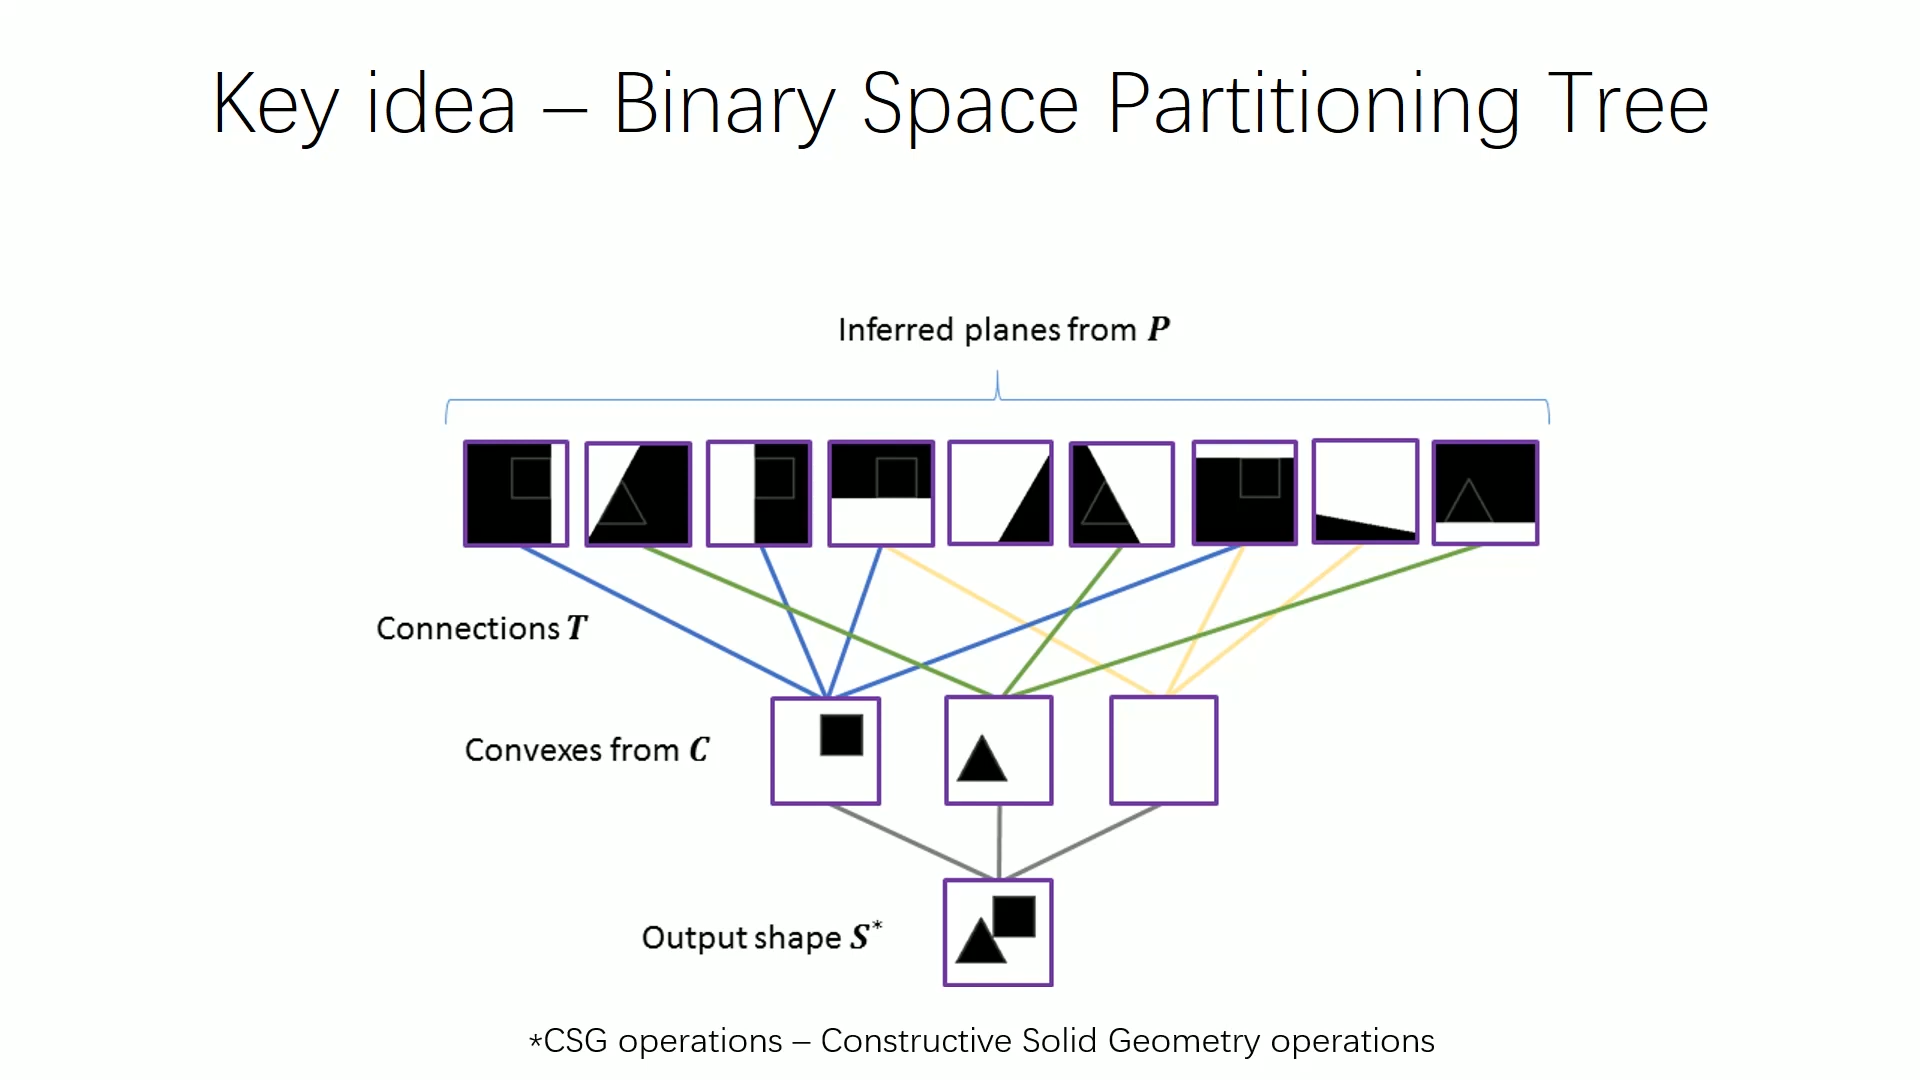 Key idea – Binary Space Partitioning Tree
Inferred planes from P
Connections T
Convexes from C
Output shape S*
*CSG operations – Constructive Solid Geometry operations